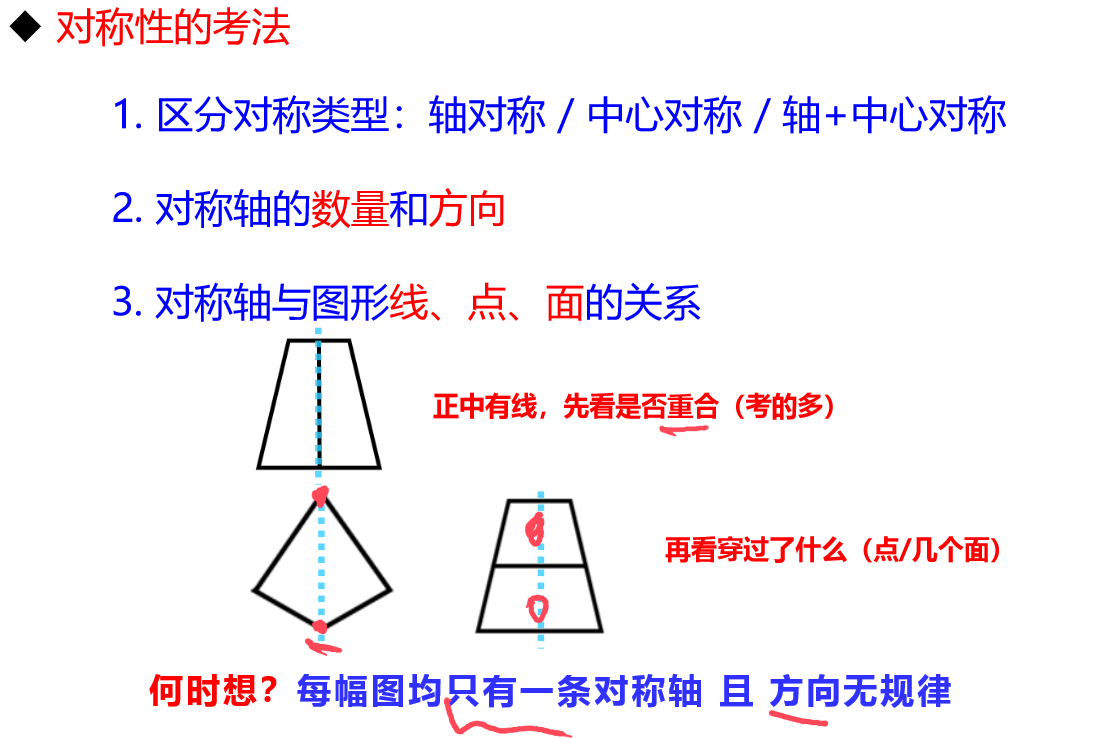 ◆ 对称性的考法
1. 区分对称类型：轴对称 / 中心对称 / 轴+中心对称
2. 对称轴的数量和方向
3. 对称轴与图形线、点、面的关系
正中有线，先看是否重合（考的多）
再看穿过了什么（点/几个面）
何时想？每幅图均只有一条对称轴 且 方向无规律